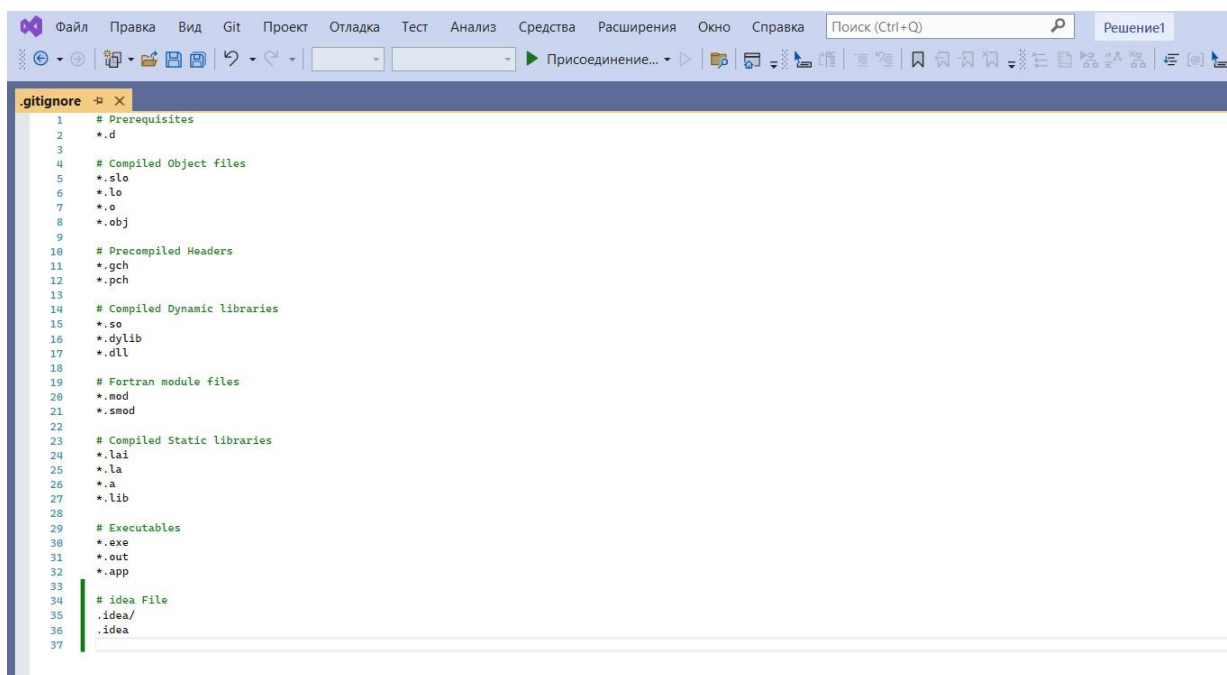 Файл Правка Вид Git Проект Отладка Тест Анализ Средства Расширения Окно Справка Поиск (Ctrl+Q) Решение1
Присоединение...
.gitignore
1 # Prerequisites
2 *.d
3
4 # Compiled Object files
5 *.slo
6 *.lo
7 *.o
8 *.obj
9
10 # Precompiled Headers
11 *.gch
12 *.pch
13
14 # Compiled Dynamic libraries
15 *.so
16 *.dylib
17 *.dll
18
19 # Fortran module files
20 *.mod
21 *.smod
22
23 # Compiled Static libraries
24 *.lai
25 *.la
26 *.a
27 *.lib
28
29 # Executables
30 *.exe
31 *.out
32 *.app
33
34 # idea File
35 .idea/
36 .idea
37